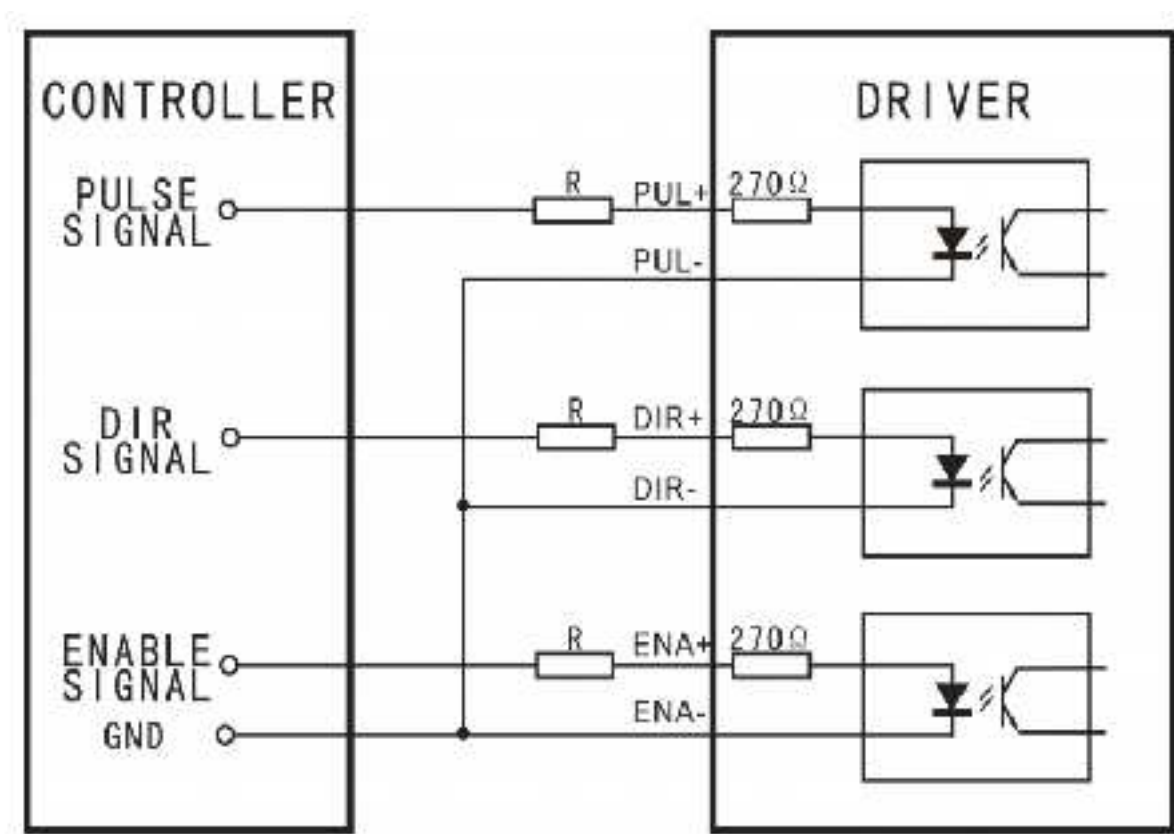 CONTROLLER
DRIVER
PULSE
SIGNAL
R
PUL+
270Ω
PUL-
DIR
SIGNAL
R
DIR+
270Ω
DIR-
ENABLE
SIGNAL
R
ENA+
270Ω
ENA-
GND